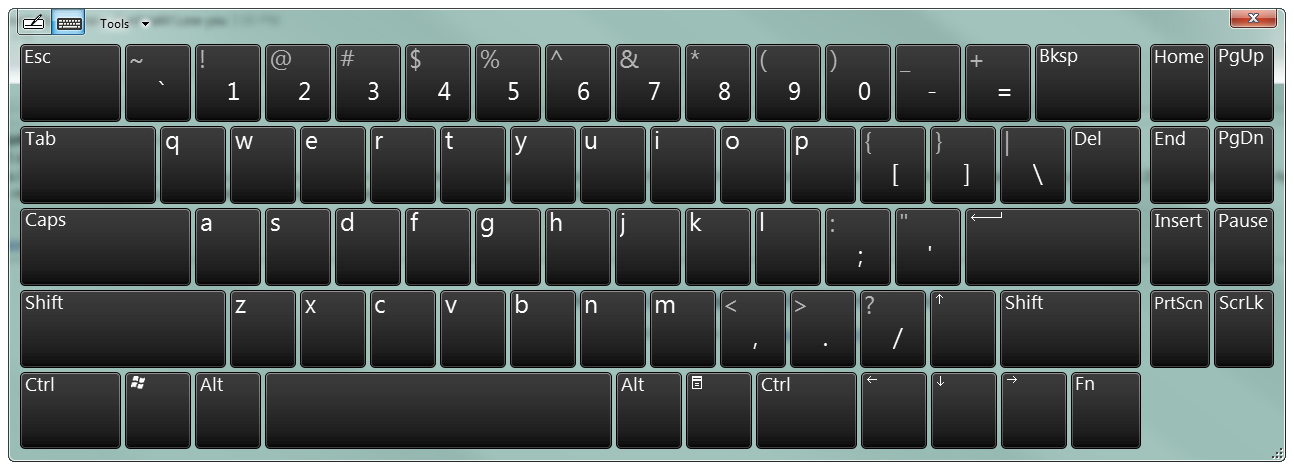 Tools
Esc ~ ` ! 1 @ 2 # 3 $ 4 % 5 ^ 6 & 7 * 8 ( 9 ) 0 _ - + = Bksp Home PgUp
Tab q w e r t y u i o p { [ } ] | \ Del End PgDn
Caps a s d f g h j k l : ; " ' Insert Pause
Shift z x c v b n m < , > . ? / ↑ Shift PrtScn ScrLk
Ctrl Alt Alt Ctrl ← ↓ → Fn